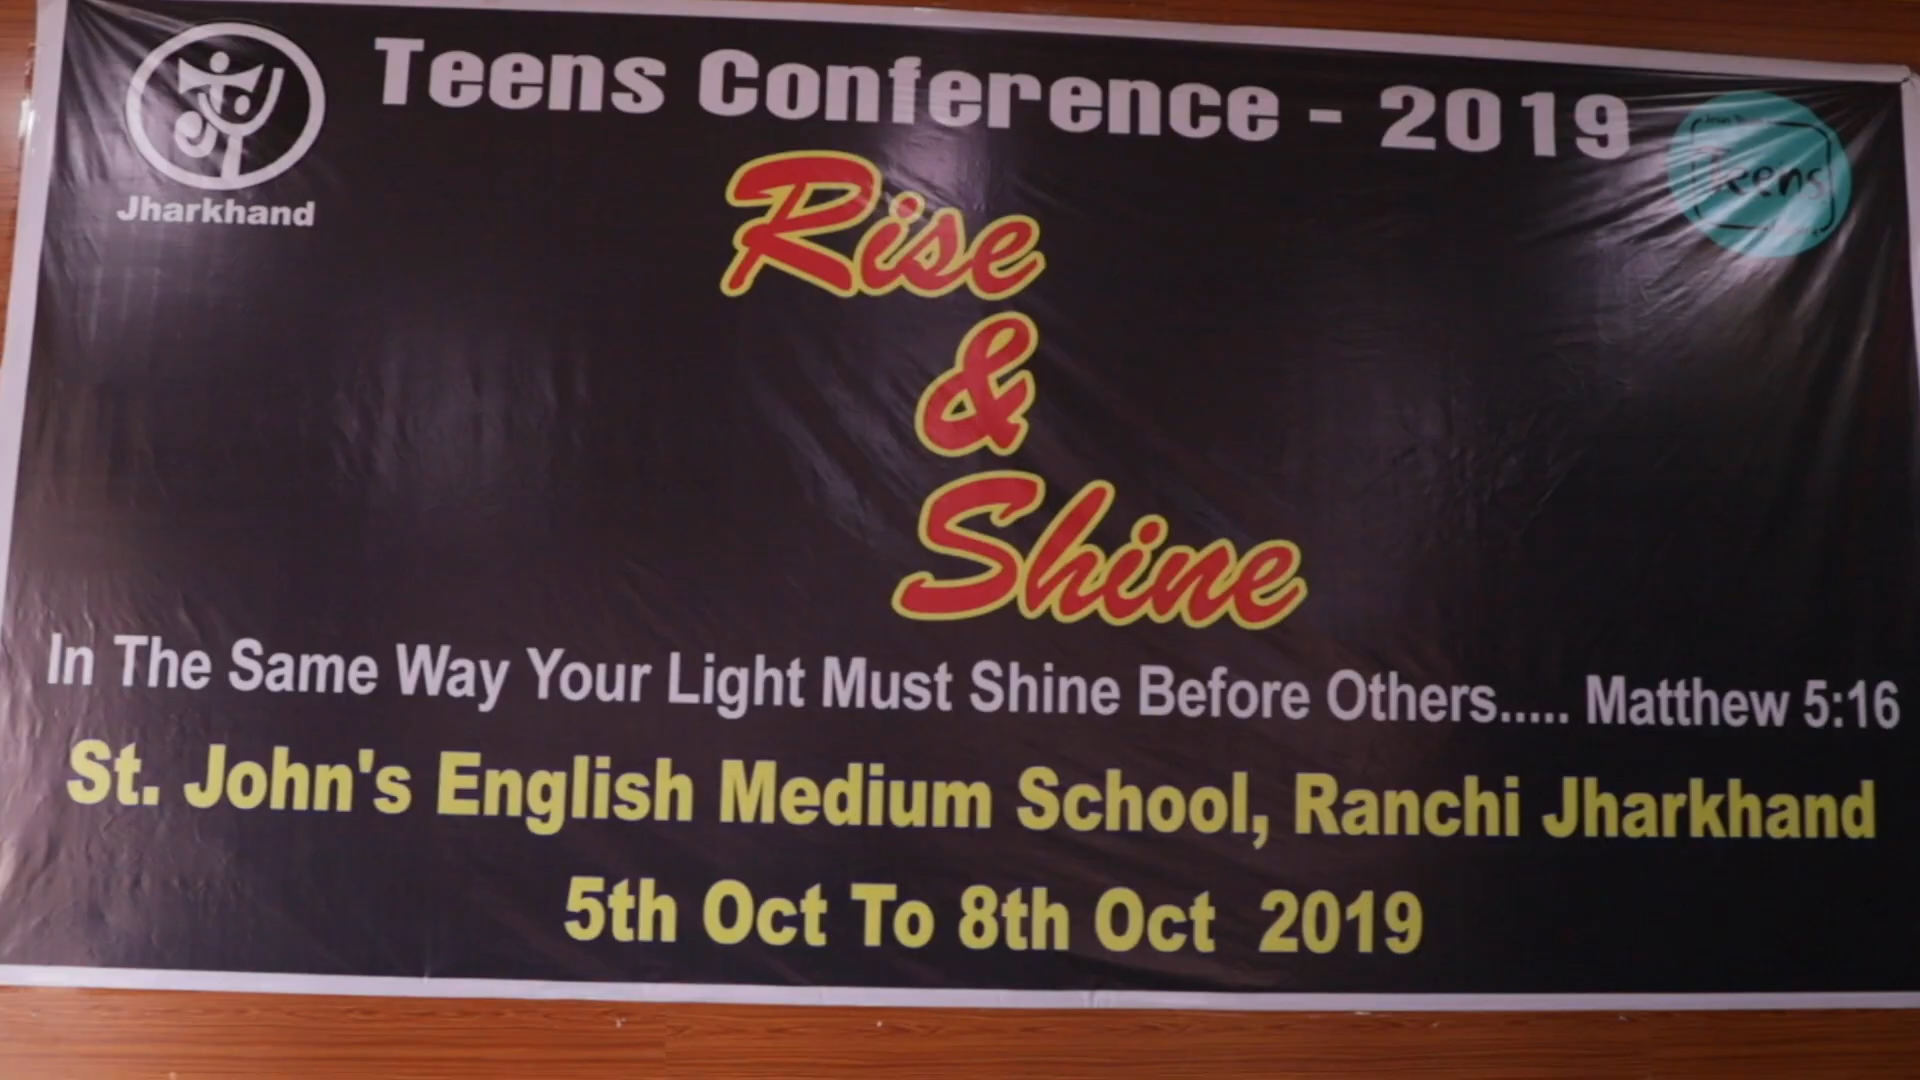 Teens Conference - 2019
Jharkhand
Teens
Rise
&
Shine
In The Same Way Your Light Must Shine Before Others..... Matthew 5:16
St. John's English Medium School, Ranchi Jharkhand
5th Oct To 8th Oct 2019